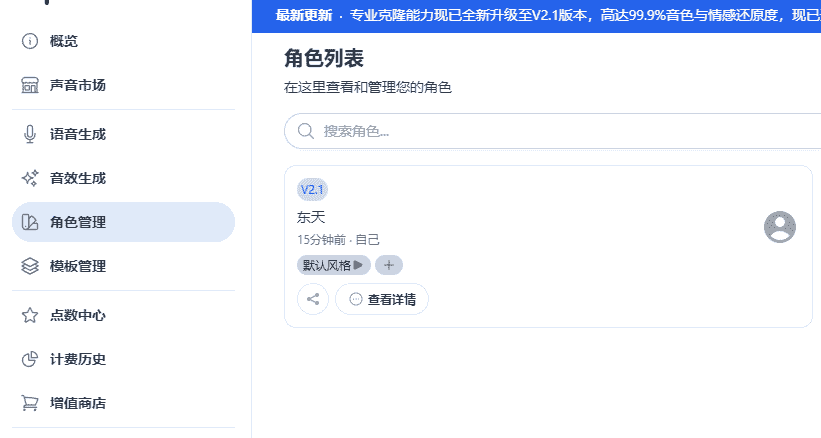 概览
声音市场
语音生成
音效生成
角色管理
模板管理
点数中心
计费历史
增值商店
最新更新 · 专业克隆能力现已全新升级至V2.1版本，高达99.9%音色与情感还原度，现已
角色列表
在这里查看和管理您的角色
搜索角色...
V2.1
东天
15分钟前 · 自己
默认风格
查看详情